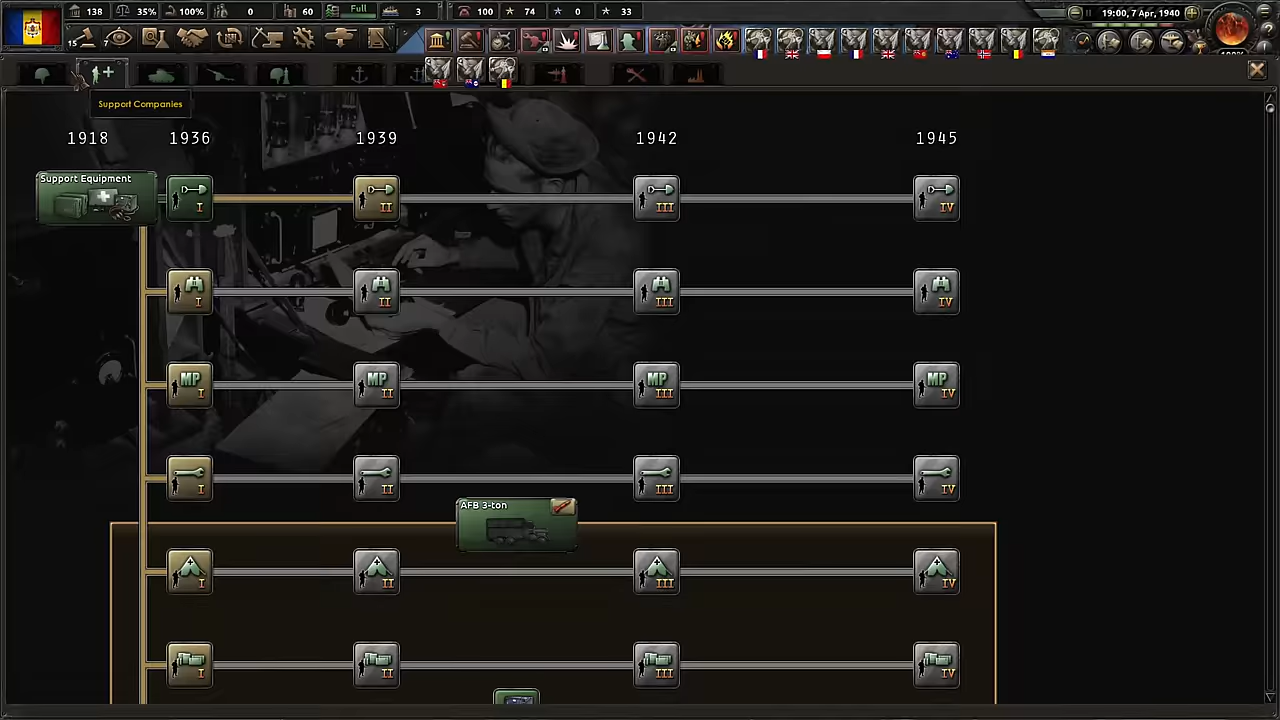 138 35% 100% 0 60 Full 3 100 74 0 33 19:00, 7 Apr, 1940
15 7
Support Companies
1918 1936 1939 1942 1945
Support Equipment
I II III IV
I II III IV
MP I MP II MP III MP IV
I II III IV
AFB 3-ton
I II III IV
I II III IV